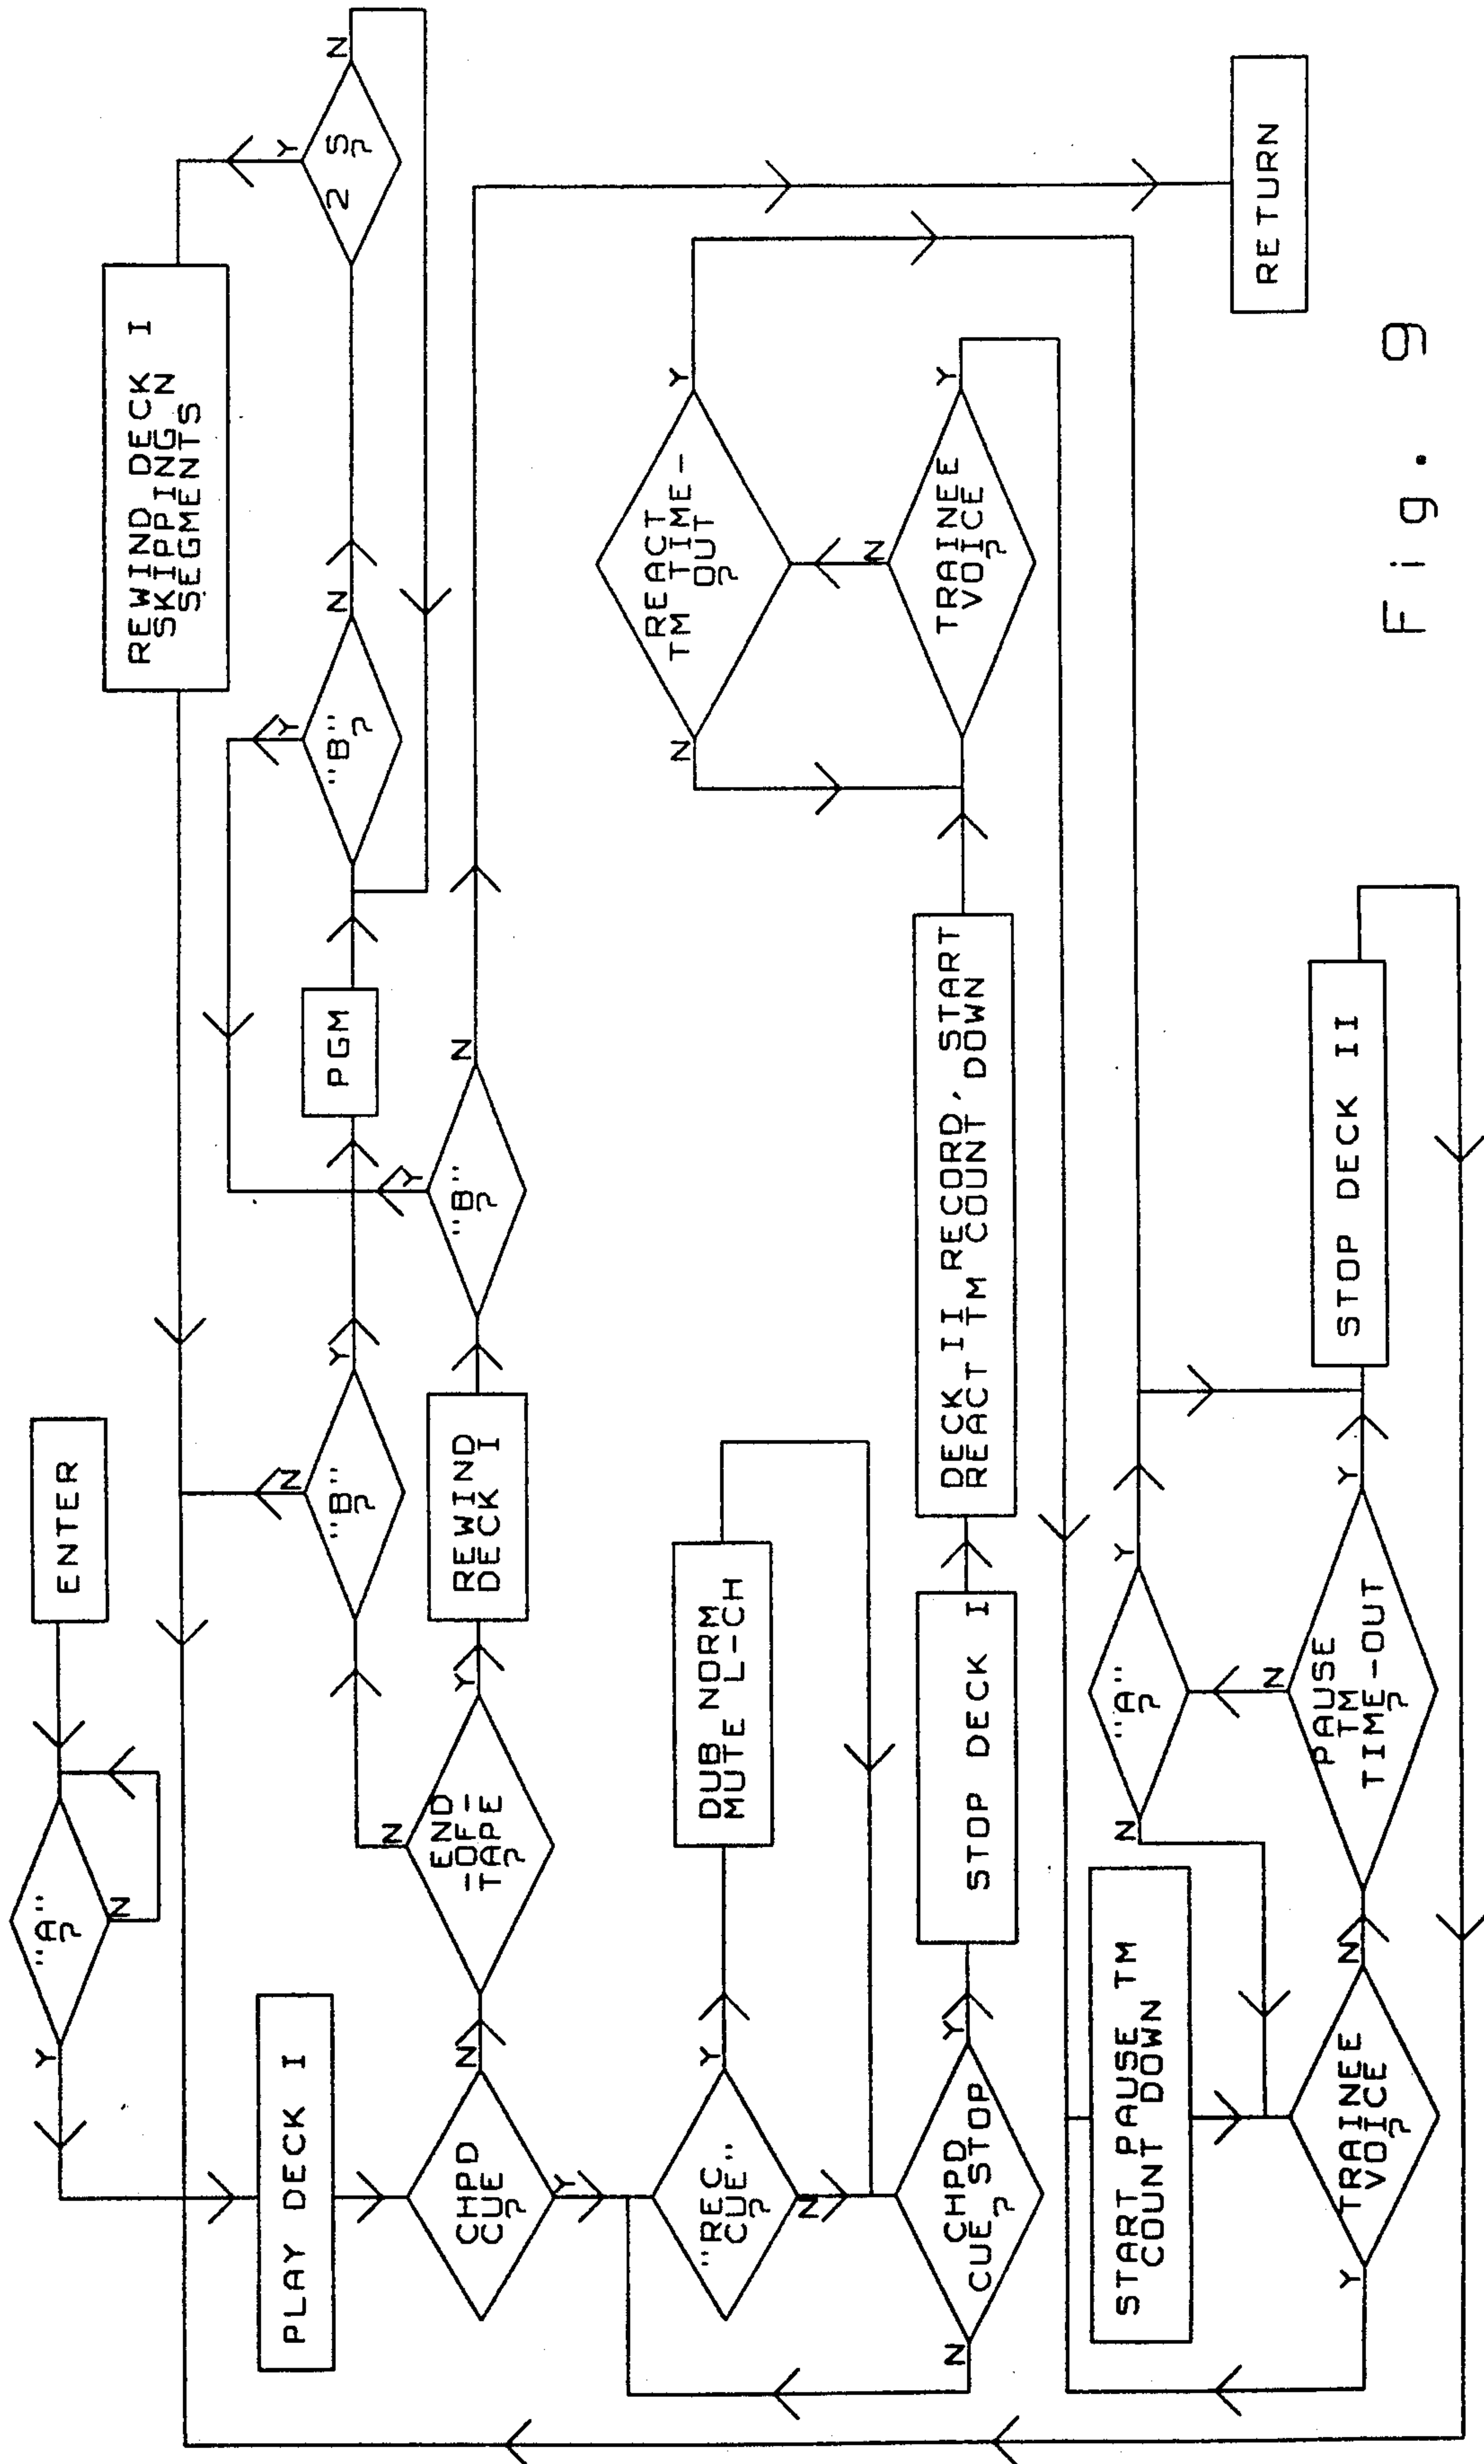 ENTER
"A"
?
Y
N
PLAY DECK I
CHPD
CUE
?
N
Y
END
-OF-
TAPE
?
N
Y
"B"
?
N
Y
REWIND
DECK I
"B"
?
Y
N
PGM
"B"
?
Y
N
2 S
?
Y
N
REWIND DECK I
SKIPPING N
SEGMENTS
"REC
CUE"
?
Y
N
DUB NORM
MUTE L-CH
CHPD
CUE STOP
?
Y
N
STOP DECK I
DECK II RECORD, START
REACT TM COUNT DOWN
TRAINEE
VOICE
?
N
Y
REACT
TM TIME-
OUT
?
N
Y
START PAUSE TM
COUNT DOWN
TRAINEE
VOICE
?
Y
N
PAUSE
TM
TIME-OUT
?
N
Y
"A"
?
N
Y
STOP DECK II
RETURN
Fig. 9